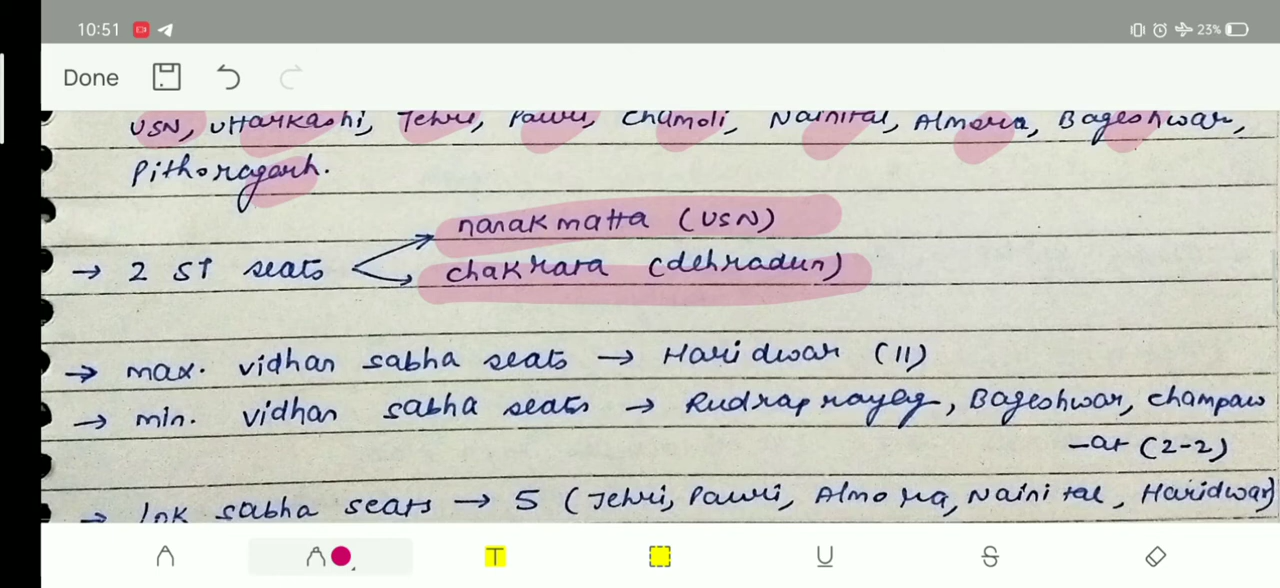 10:51
23%
Done
USN, Uttarkashi, Tehri, Pauri, Chamoli, Nainital, Almora, Bageshwar,
Pithoragarh.
nanakmatta (USN)
→ 2 ST seats
chakrata (dehradun)
→ max. vidhan sabha seats → Haridwar (11)
→ min. vidhan sabha seats → Rudraprayag, Bageshwar, champaw
-at (2-2)
→ lok sabha seats → 5 (Tehri, Pauri, Almora, Nainital, Haridwar)
T
U
S